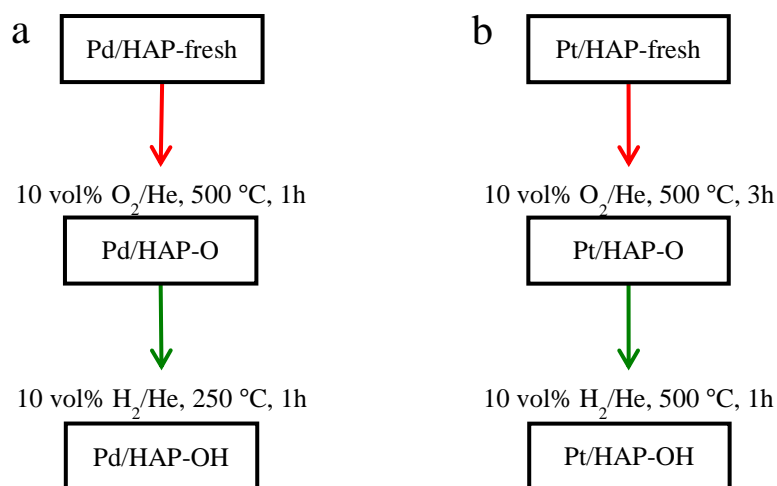 a
Pd/HAP-fresh
10 vol% O₂/He, 500 °C, 1h
Pd/HAP-O
10 vol% H₂/He, 250 °C, 1h
Pd/HAP-OH
b
Pt/HAP-fresh
10 vol% O₂/He, 500 °C, 3h
Pt/HAP-O
10 vol% H₂/He, 500 °C, 1h
Pt/HAP-OH